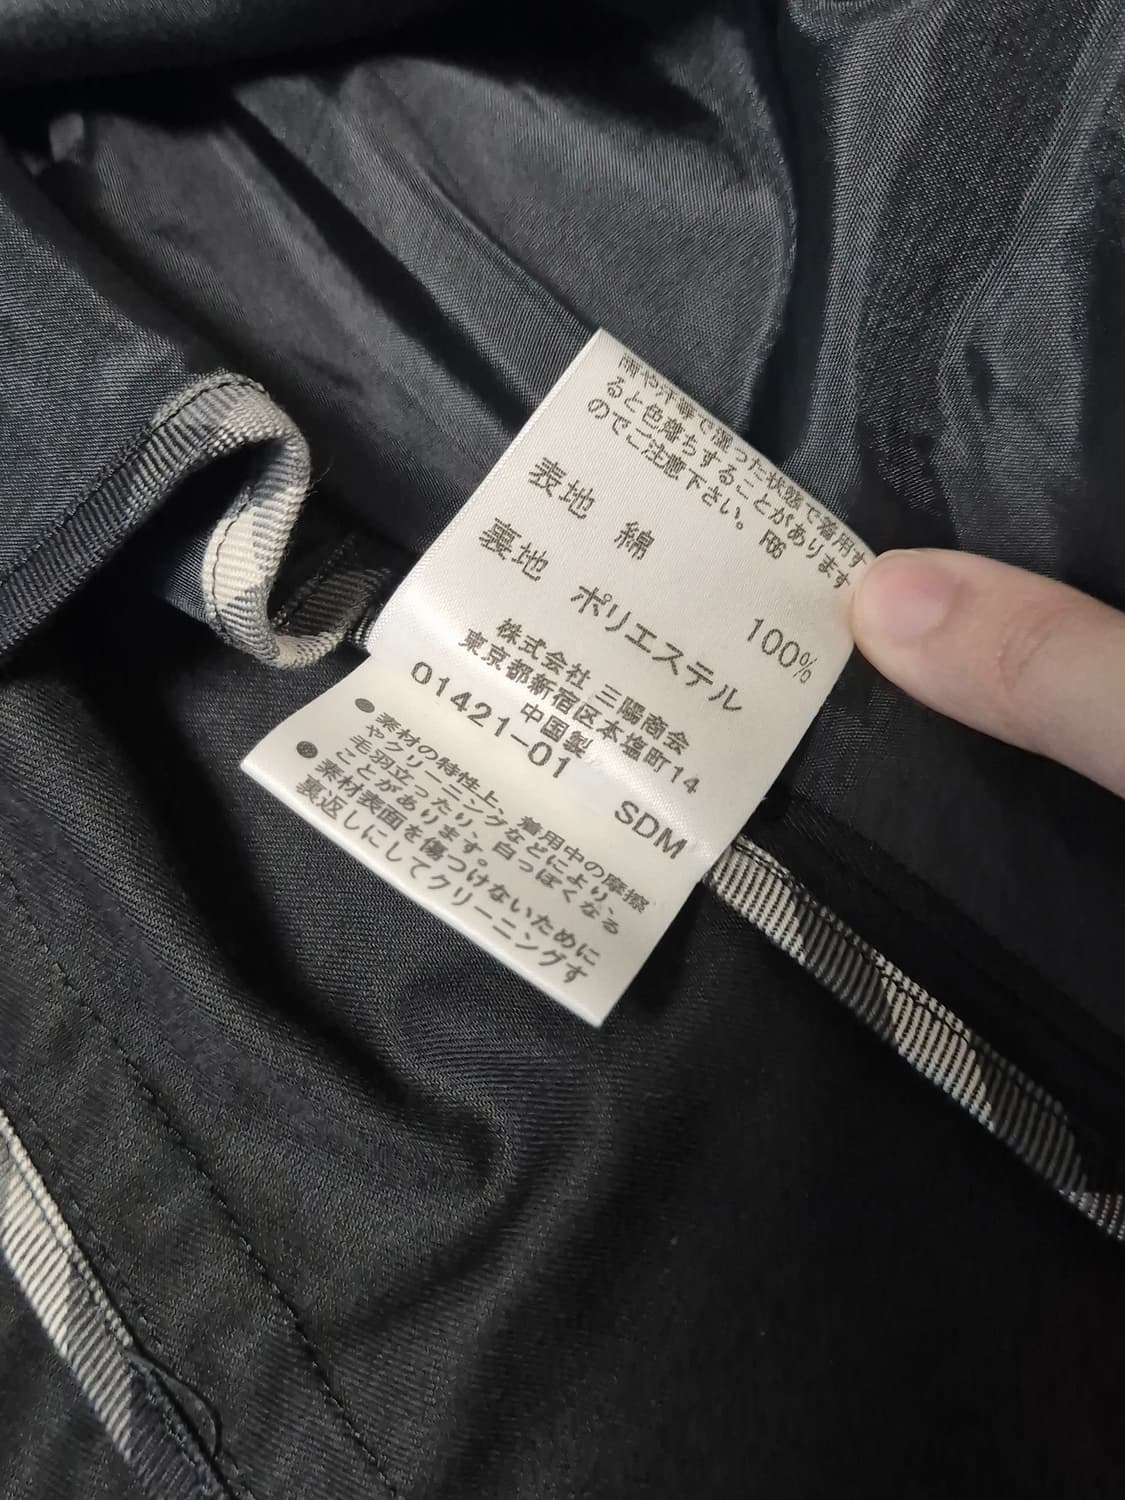 雨や汗等で湿った状態で着用す
ると色落ちすることがあります
のでご注意下さい。 F06
表地 綿 100%
裏地 ポリエステル
株式会社 三陽商会
東京都新宿区本塩町14
中国製
01421-01 SDM
●素材の特性上、着用中の摩擦
やクリーニングなどにより、
毛羽立ったり、白っぽくなる
ことがあります。
●素材表面を傷つけないために
裏返しにしてクリーニングす